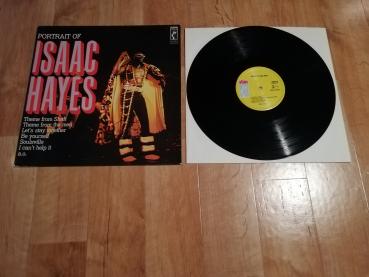 PORTRAIT OF
ISAAC
HAYES
Theme from Shaft
Theme from the men
Let's stay together
Be yourself
Soulsville
I can't help it
a.o.